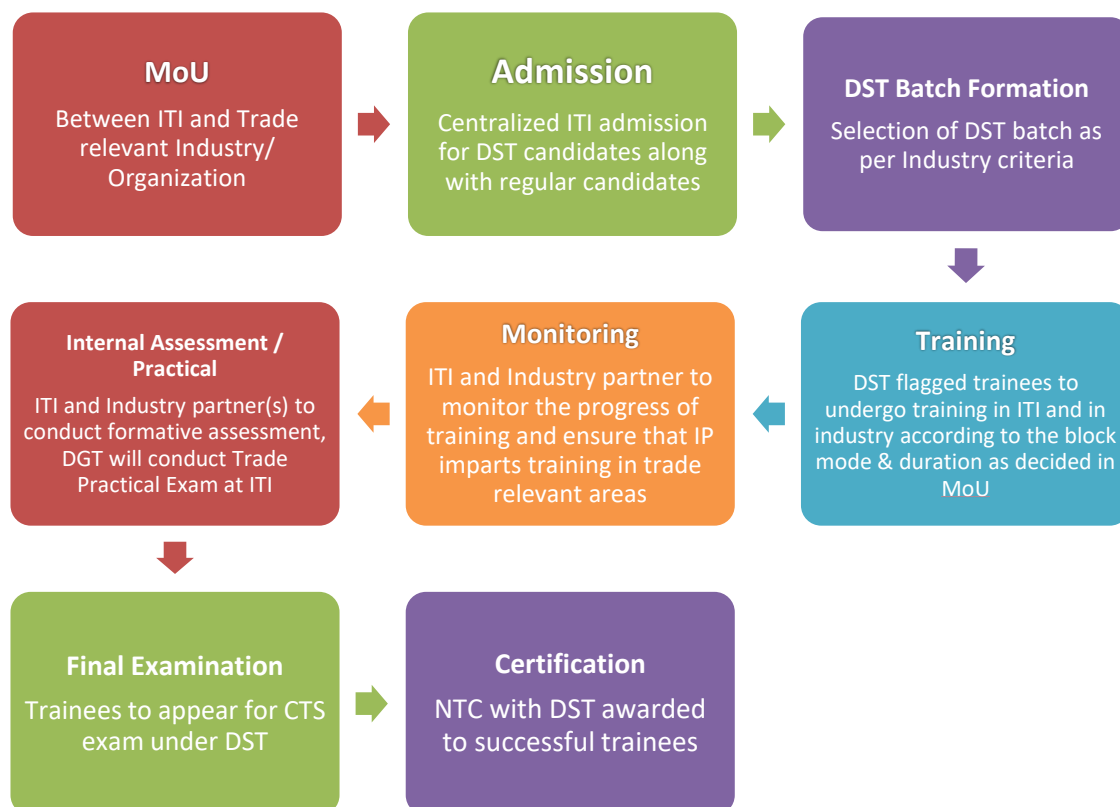 MoU
Between ITI and Trade
relevant Industry/
Organization
Admission
Centralized ITI admission
for DST candidates along
with regular candidates
DST Batch Formation
Selection of DST batch as
per Industry criteria
Internal Assessment /
Practical
ITI and Industry partner(s) to
conduct formative assessment,
DGT will conduct Trade
Practical Exam at ITI
Monitoring
ITI and Industry partner to
monitor the progress of
training and ensure that IP
imparts training in trade
relevant areas
Training
DST flagged trainees to
undergo training in ITI and in
industry according to the block
mode & duration as decided in
MoU
Final Examination
Trainees to appear for CTS
exam under DST
Certification
NTC with DST awarded
to successful trainees